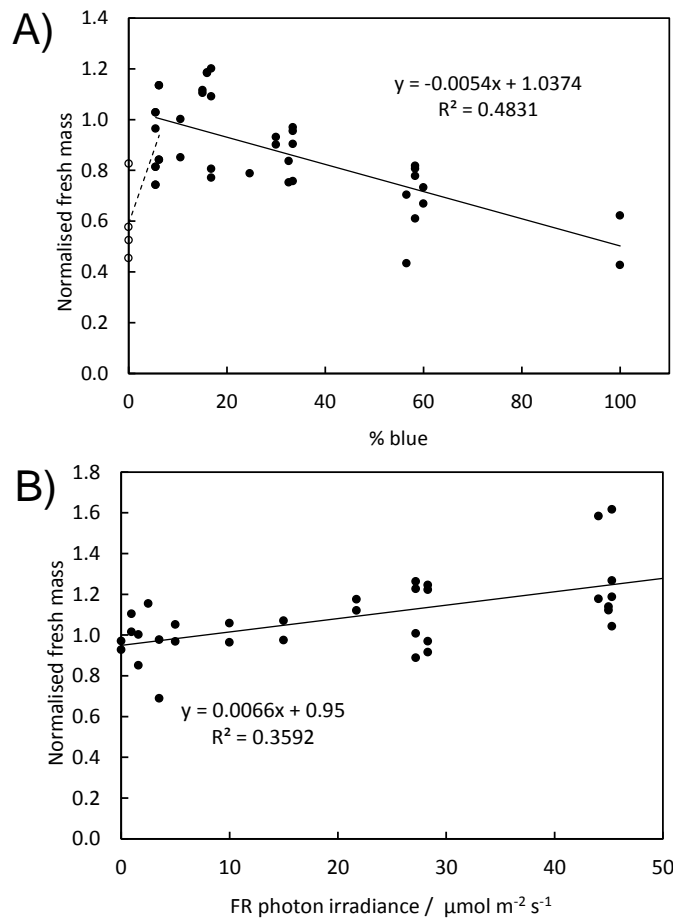 A)
1.4
1.2
1.0
0.8
0.6
0.4
0.2
0.0
Normalised fresh mass
y = -0.0054x + 1.0374
R² = 0.4831
0 20 40 60 80 100
% blue
B)
1.8
1.6
1.4
1.2
1.0
0.8
0.6
0.4
0.2
0.0
Normalised fresh mass
y = 0.0066x + 0.95
R² = 0.3592
0 10 20 30 40 50
FR photon irradiance / μmol m⁻² s⁻¹